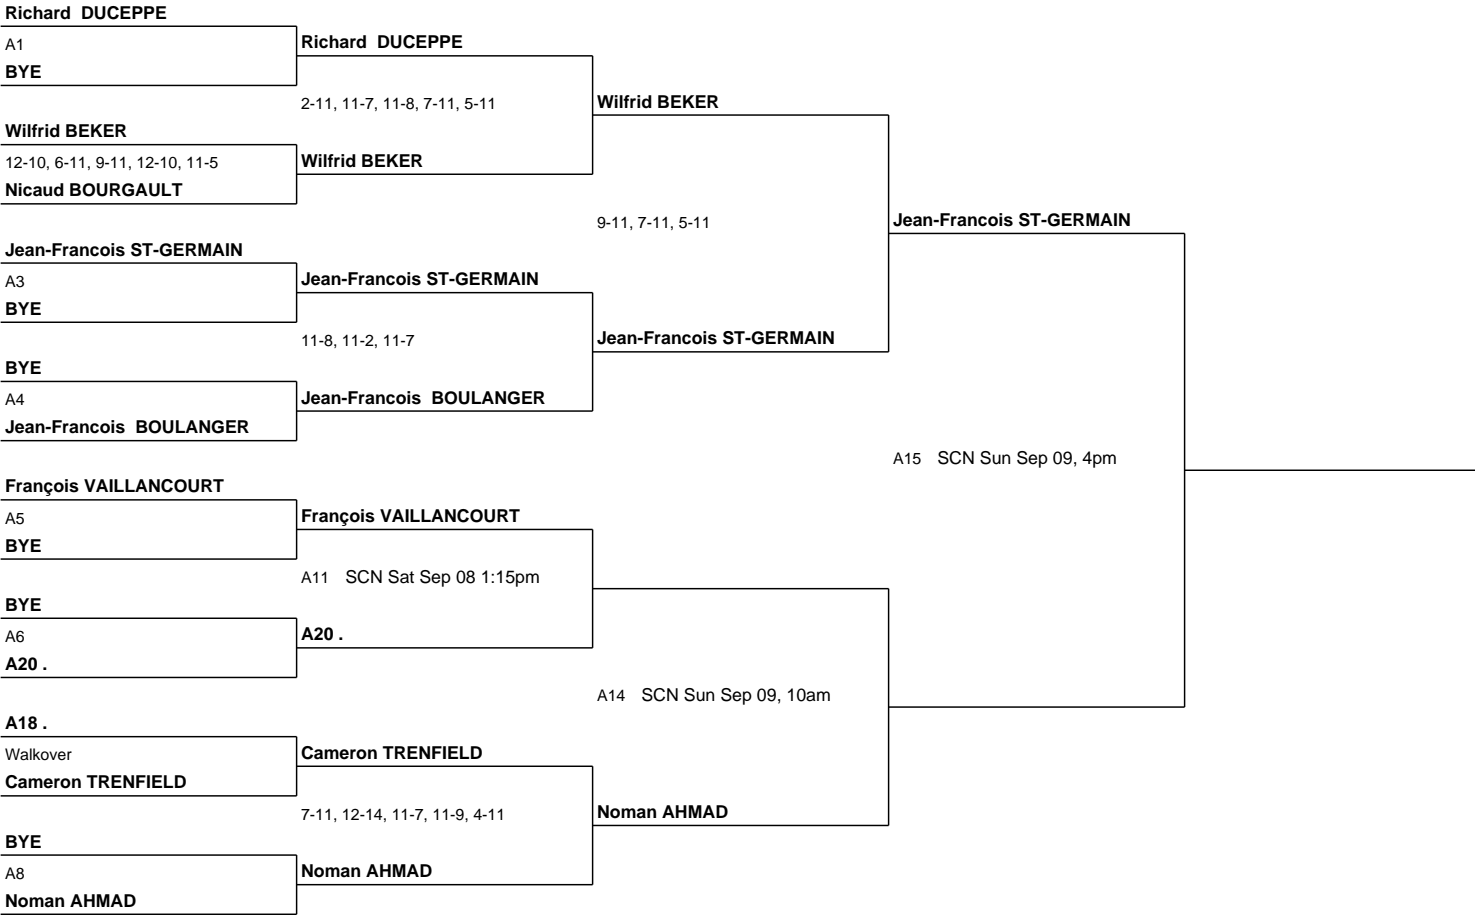 Richard  DUCEPPE
A1
BYE
Richard  DUCEPPE
2-11, 11-7, 11-8, 7-11, 5-11
Wilfrid BEKER
Wilfrid BEKER
12-10, 6-11, 9-11, 12-10, 11-5
Nicaud BOURGAULT
Wilfrid BEKER
9-11, 7-11, 5-11
Jean-Francois ST-GERMAIN
Jean-Francois ST-GERMAIN
A3
BYE
Jean-Francois ST-GERMAIN
11-8, 11-2, 11-7
Jean-Francois ST-GERMAIN
BYE
A4
Jean-Francois  BOULANGER
Jean-Francois  BOULANGER
A15 SCN Sun Sep 09, 4pm
François VAILLANCOURT
A5
BYE
François VAILLANCOURT
A11 SCN Sat Sep 08 1:15pm
BYE
A6
A20 .
A20 .
A14 SCN Sun Sep 09, 10am
A18 .
Walkover
Cameron TRENFIELD
Cameron TRENFIELD
7-11, 12-14, 11-7, 11-9, 4-11
Noman AHMAD
BYE
A8
Noman AHMAD
Noman AHMAD